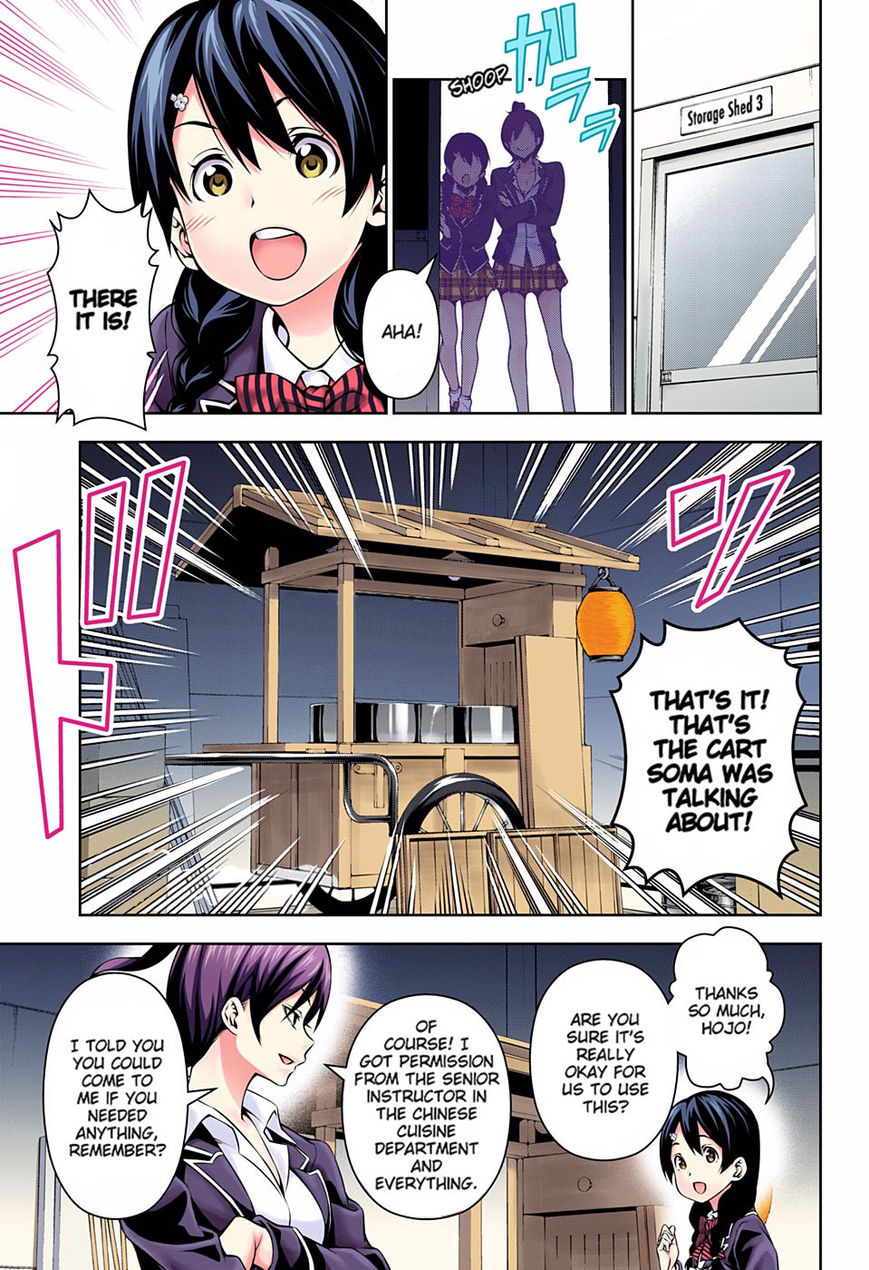 Storage Shed 3
ガラララ
SHOOP
AHA!
THERE
IT IS!
THAT'S IT!
THAT'S
THE CART
SOMA WAS
TALKING
ABOUT!
THANKS
SO MUCH,
HOJO!
ARE YOU
SURE IT'S
REALLY
OKAY FOR
US TO USE
THIS?
OF
COURSE! I
GOT PERMISSION
FROM THE SENIOR
INSTRUCTOR IN
THE CHINESE
CUISINE
DEPARTMENT
AND
EVERYTHING.
I TOLD YOU
YOU COULD
COME TO
ME IF YOU
NEEDED
ANYTHING,
REMEMBER?